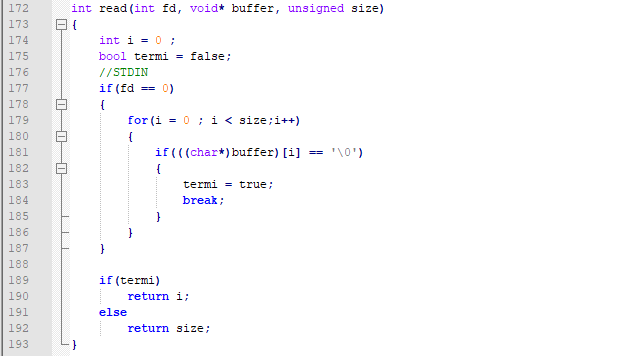 172 int read(int fd, void* buffer, unsigned size)
173 {
174 int i = 0 ;
175 bool termi = false;
176 //STDIN
177 if(fd == 0)
178 {
179 for(i = 0 ; i < size;i++)
180 {
181 if(((char*)buffer)[i] == '\0')
182 {
183 termi = true;
184 break;
185 }
186 }
187 }
188
189 if(termi)
190 return i;
191 else
192 return size;
193 }